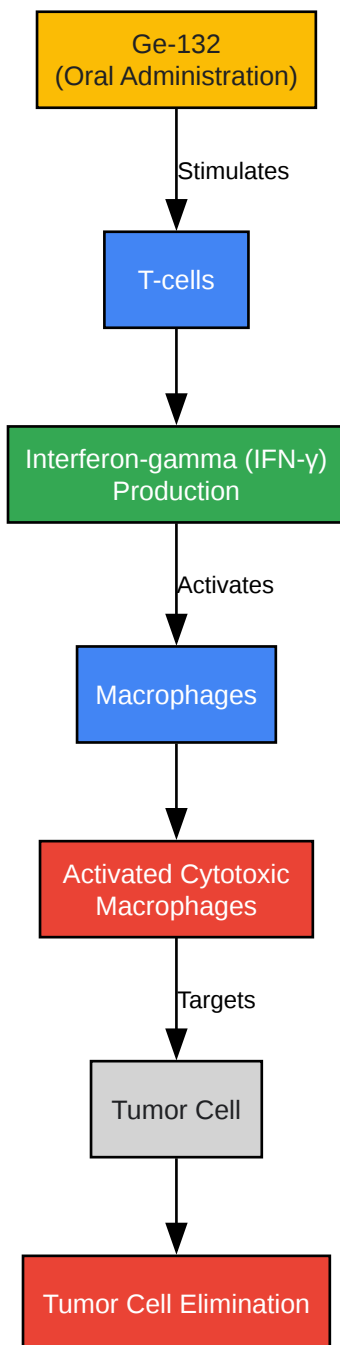 Ge-132
(Oral Administration)
Stimulates
T-cells
Interferon-gamma (IFN-γ)
Production
Activates
Macrophages
Activated Cytotoxic
Macrophages
Targets
Tumor Cell
Tumor Cell Elimination